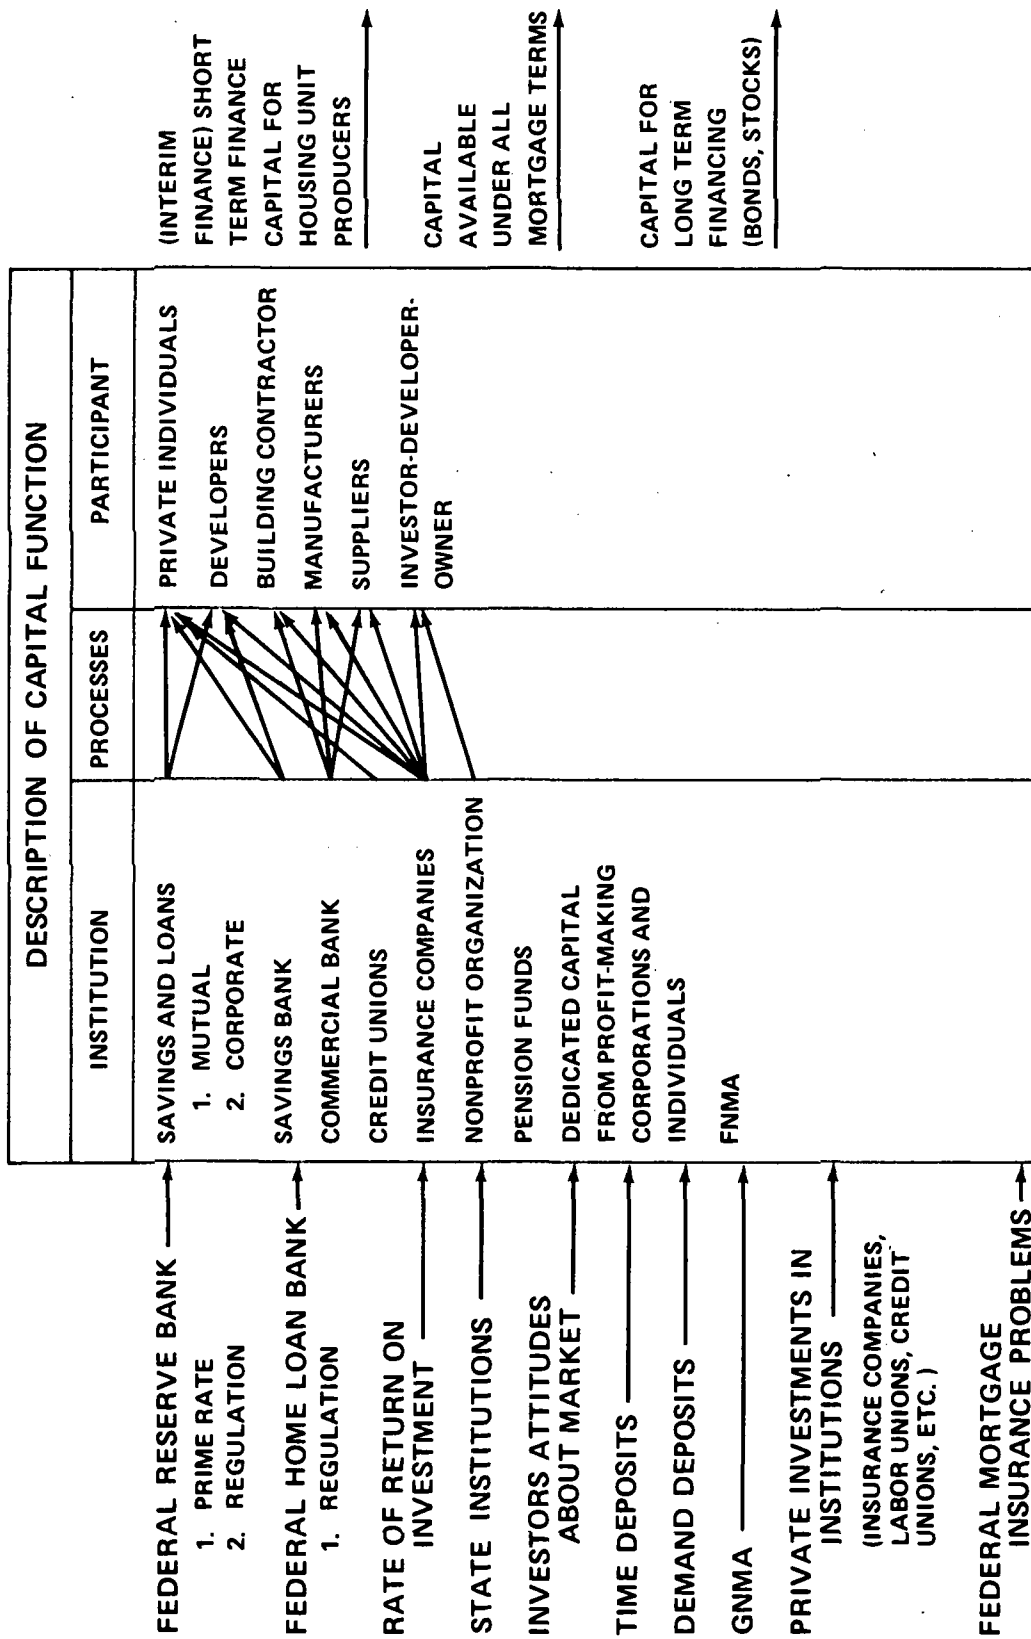 DESCRIPTION OF CAPITAL FUNCTION
INSTITUTION
PROCESSES
PARTICIPANT
FEDERAL RESERVE BANK
1. PRIME RATE
2. REGULATION
FEDERAL HOME LOAN BANK
1. REGULATION
RATE OF RETURN ON
INVESTMENT
STATE INSTITUTIONS
INVESTORS ATTITUDES
ABOUT MARKET
TIME DEPOSITS
DEMAND DEPOSITS
GNMA
PRIVATE INVESTMENTS IN
INSTITUTIONS
(INSURANCE COMPANIES,
LABOR UNIONS, CREDIT
UNIONS, ETC. )
FEDERAL MORTGAGE
INSURANCE PROBLEMS
SAVINGS AND LOANS
1. MUTUAL
2. CORPORATE
SAVINGS BANK
COMMERCIAL BANK
CREDIT UNIONS
INSURANCE COMPANIES
NONPROFIT ORGANIZATION
PENSION FUNDS
DEDICATED CAPITAL
FROM PROFIT-MAKING
CORPORATIONS AND
INDIVIDUALS
FNMA
PRIVATE INDIVIDUALS
DEVELOPERS
BUILDING CONTRACTOR
MANUFACTURERS
SUPPLIERS
INVESTOR-DEVELOPER-
OWNER
(INTERIM
FINANCE) SHORT
TERM FINANCE
CAPITAL FOR
HOUSING UNIT
PRODUCERS
CAPITAL
AVAILABLE
UNDER ALL
MORTGAGE TERMS
CAPITAL FOR
LONG TERM
FINANCING
(BONDS, STOCKS)